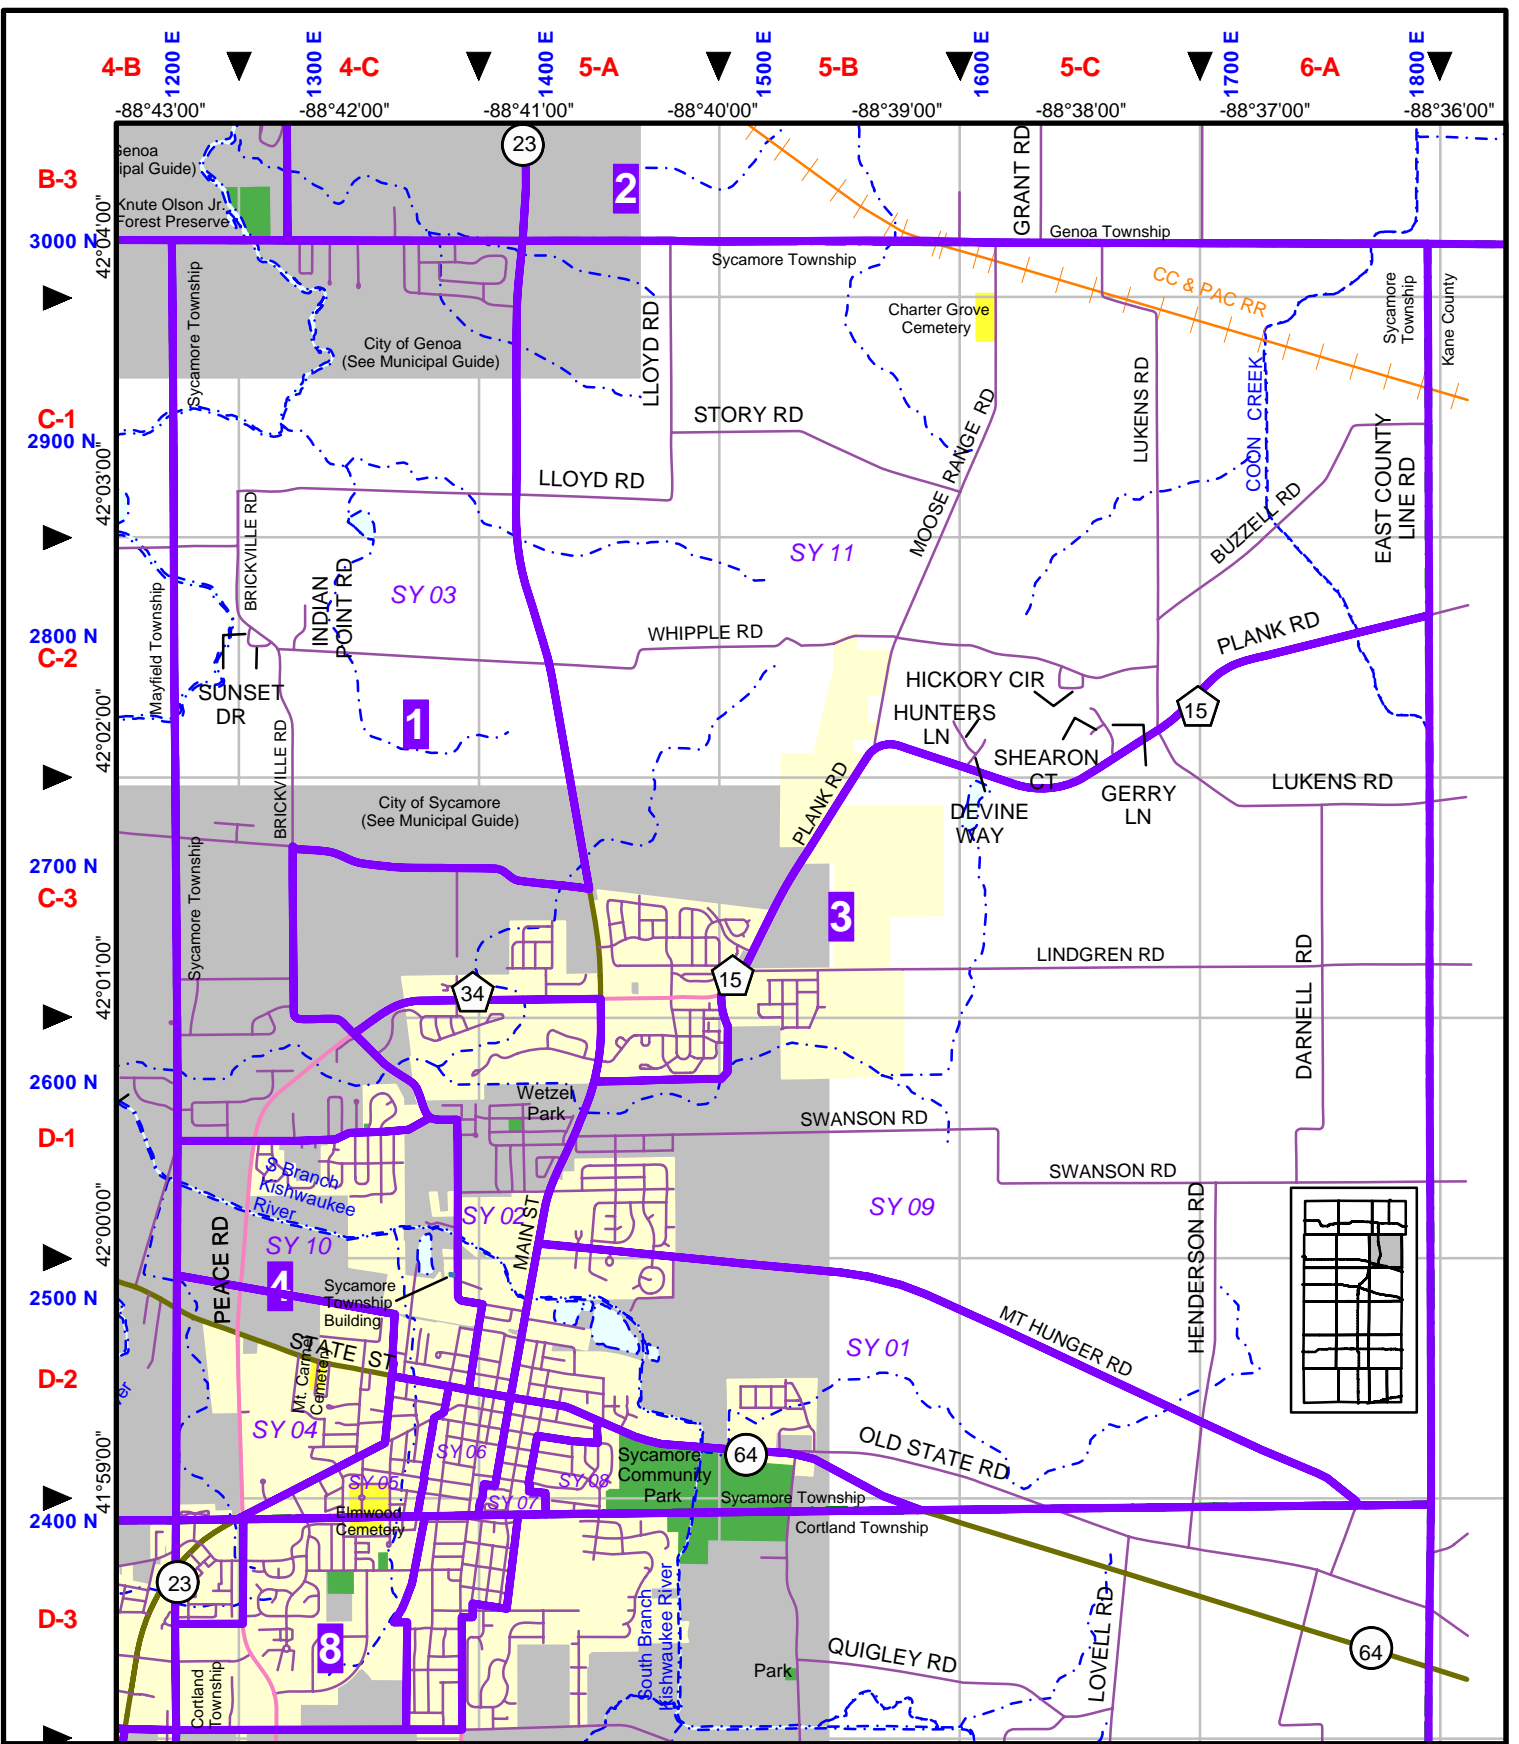 4-B
1200 E
1300 E
4-C
1400 E
5-A
1500 E
5-B
1600 E
5-C
1700 E
6-A
1800 E
-88°43'00"
-88°42'00"
-88°41'00"
-88°40'00"
-88°39'00"
-88°38'00"
-88°37'00"
-88°36'00"
B-3
42°04'00"
3000 N
C-1
2900 N
42°03'00"
2800 N
C-2
42°02'00"
2700 N
C-3
42°01'00"
2600 N
D-1
42°00'00"
2500 N
D-2
41°59'00"
2400 N
D-3
Genoa
ipal Guide)
Knute Olson Jr.
Forest Preserve
23
2
GRANT RD
Genoa Township
Sycamore Township
Sycamore Township
City of Genoa
(See Municipal Guide)
LLOYD RD
Charter Grove
Cemetery
CC & PAC RR
Sycamore
Township
Kane County
STORY RD
MOOSE RANGE RD
LUKENS RD
COON CREEK
EAST COUNTY
LINE RD
LLOYD RD
BRICKVILLE RD
INDIAN
POINT RD
SY 03
SY 11
BUZZELL RD
Mayfield Township
WHIPPLE RD
PLANK RD
SUNSET
DR
HICKORY CIR
HUNTERS
LN
15
1
SHEARON
CT
GERRY
LN
LUKENS RD
DEVINE
WAY
BRICKVILLE RD
City of Sycamore
(See Municipal Guide)
PLANK RD
Sycamore Township
3
LINDGREN RD
DARNELL RD
34
15
Wetzel
Park
SWANSON RD
SWANSON RD
S Branch
Kishwaukee
River
SY 02
MAIN ST
SY 09
HENDERSON RD
PEACE RD
SY 10
4
Sycamore
Township
Building
STATE ST
Mt. Carmel
Cemetery
SY 01
MT HUNGER RD
SY 04
SY 06
SY 05
SY 07
SY 08
Elmwood
Cemetery
Sycamore
Community
Park
64
OLD STATE RD
Sycamore Township
Cortland Township
23
8
Cortland
Township
South Branch
Kishwaukee River
Park
QUIGLEY RD
LOVELL RD
64